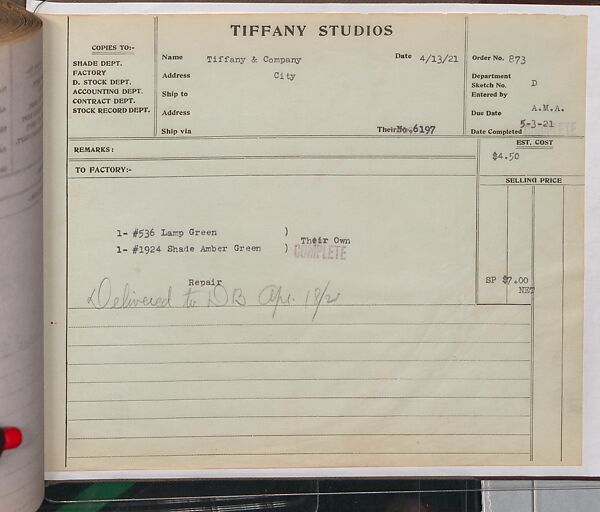 TIFFANY STUDIOS
COPIES TO:-
SHADE DEPT.
FACTORY
D. STOCK DEPT.
ACCOUNTING DEPT.
CONTRACT DEPT.
STOCK RECORD DEPT.
Name Tiffany & Company Date 4/13/21
Address City
Ship to
Address
Ship via Their No. 6197
Order No. 873
Department
Sketch No. D
Entered by
A.M.A.
Due Date
5-3-21
Date Completed
REMARKS:
EST. COST
$4.50
TO FACTORY:-
SELLING PRICE
1- #536 Lamp Green )
Their Own
1- #1924 Shade Amber Green )
COMPLETE
Repair
SP $7.00
NET
Delivered to DB Apr. 18/21